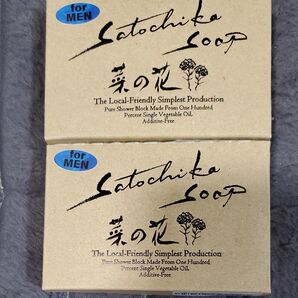 for
MEN
Satochika
Soap
菜の花
The Local-Friendly Simplest Production
Pure Shower Block Made From One Hundred
Percent Single Vegetable Oil.
Additive-Free
for
MEN
Satochika
Soap
菜の花
The Local-Friendly Simplest Production
Pure Shower Block Made From One Hundred
Percent Single Vegetable Oil.
Additive-Free